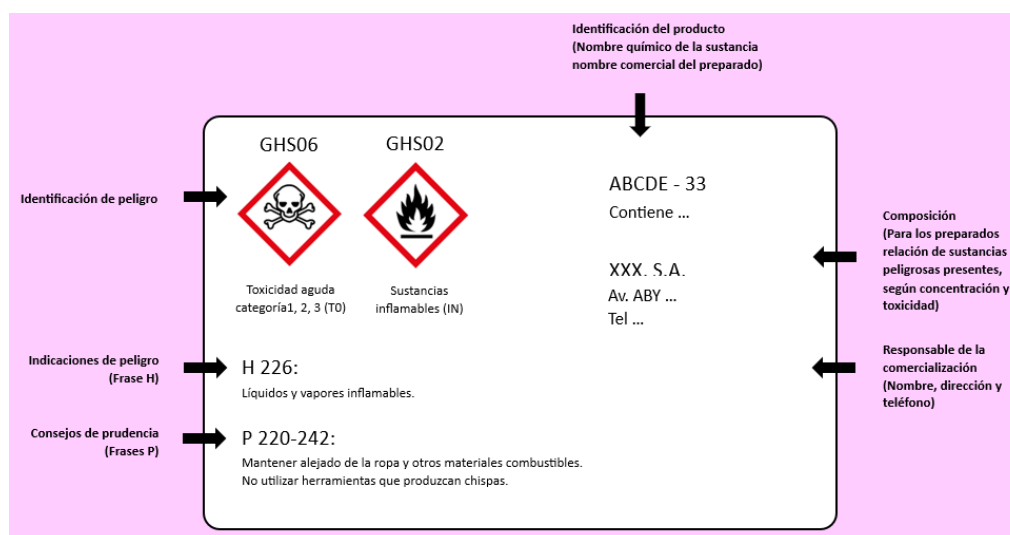 Identificación del producto
(Nombre químico de la sustancia
nombre comercial del preparado)
GHS06
GHS02
Identificación de peligro
Toxicidad aguda
categoría1, 2, 3 (T0)
Sustancias
inflamables (IN)
ABCDE - 33
Contiene ...
XXX. S.A.
Av. ABY ...
Tel ...
Composición
(Para los preparados
relación de sustancias
peligrosas presentes,
según concentración y
toxicidad)
Indicaciones de peligro
(Frase H)
H 226:
Líquidos y vapores inflamables.
Responsable de la
comercialización
(Nombre, dirección y
teléfono)
Consejos de prudencia
(Frases P)
P 220-242:
Mantener alejado de la ropa y otros materiales combustibles.
No utilizar herramientas que produzcan chispas.